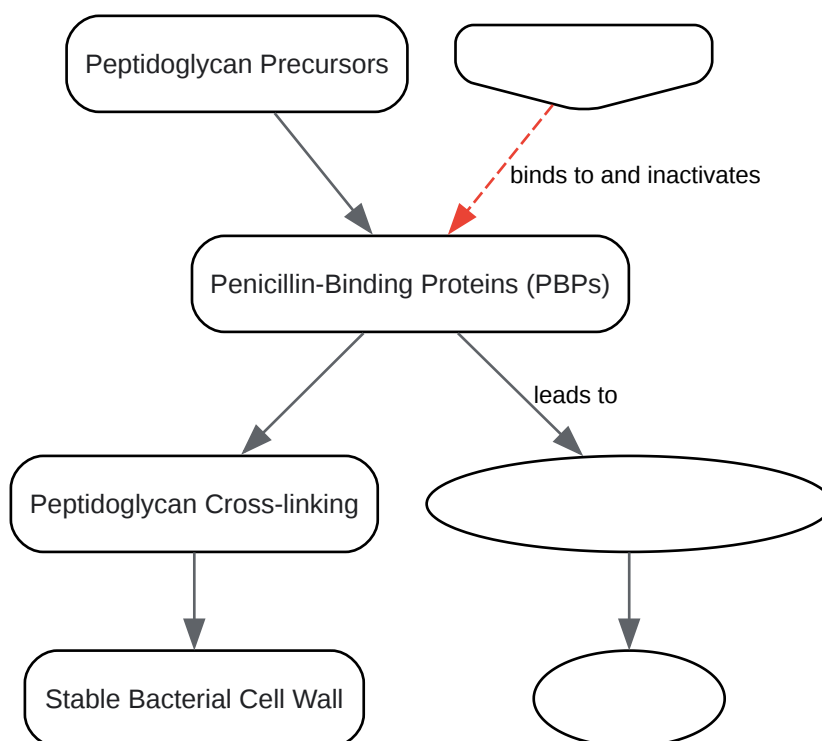 Peptidoglycan Precursors
binds to and inactivates
Penicillin-Binding Proteins (PBPs)
leads to
Peptidoglycan Cross-linking
Stable Bacterial Cell Wall